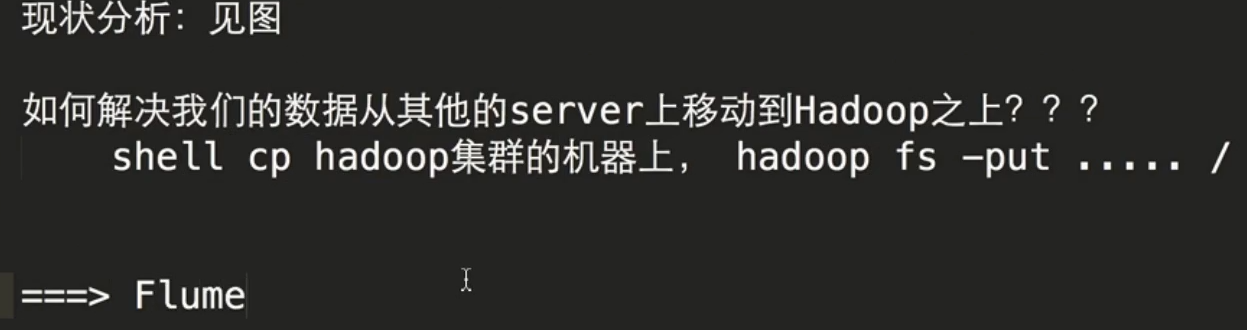 现状分析：见图
如何解决我们的数据从其他的server上移动到Hadoop之上？？？
shell cp hadoop集群的机器上， hadoop fs -put ..... /
===> Flume